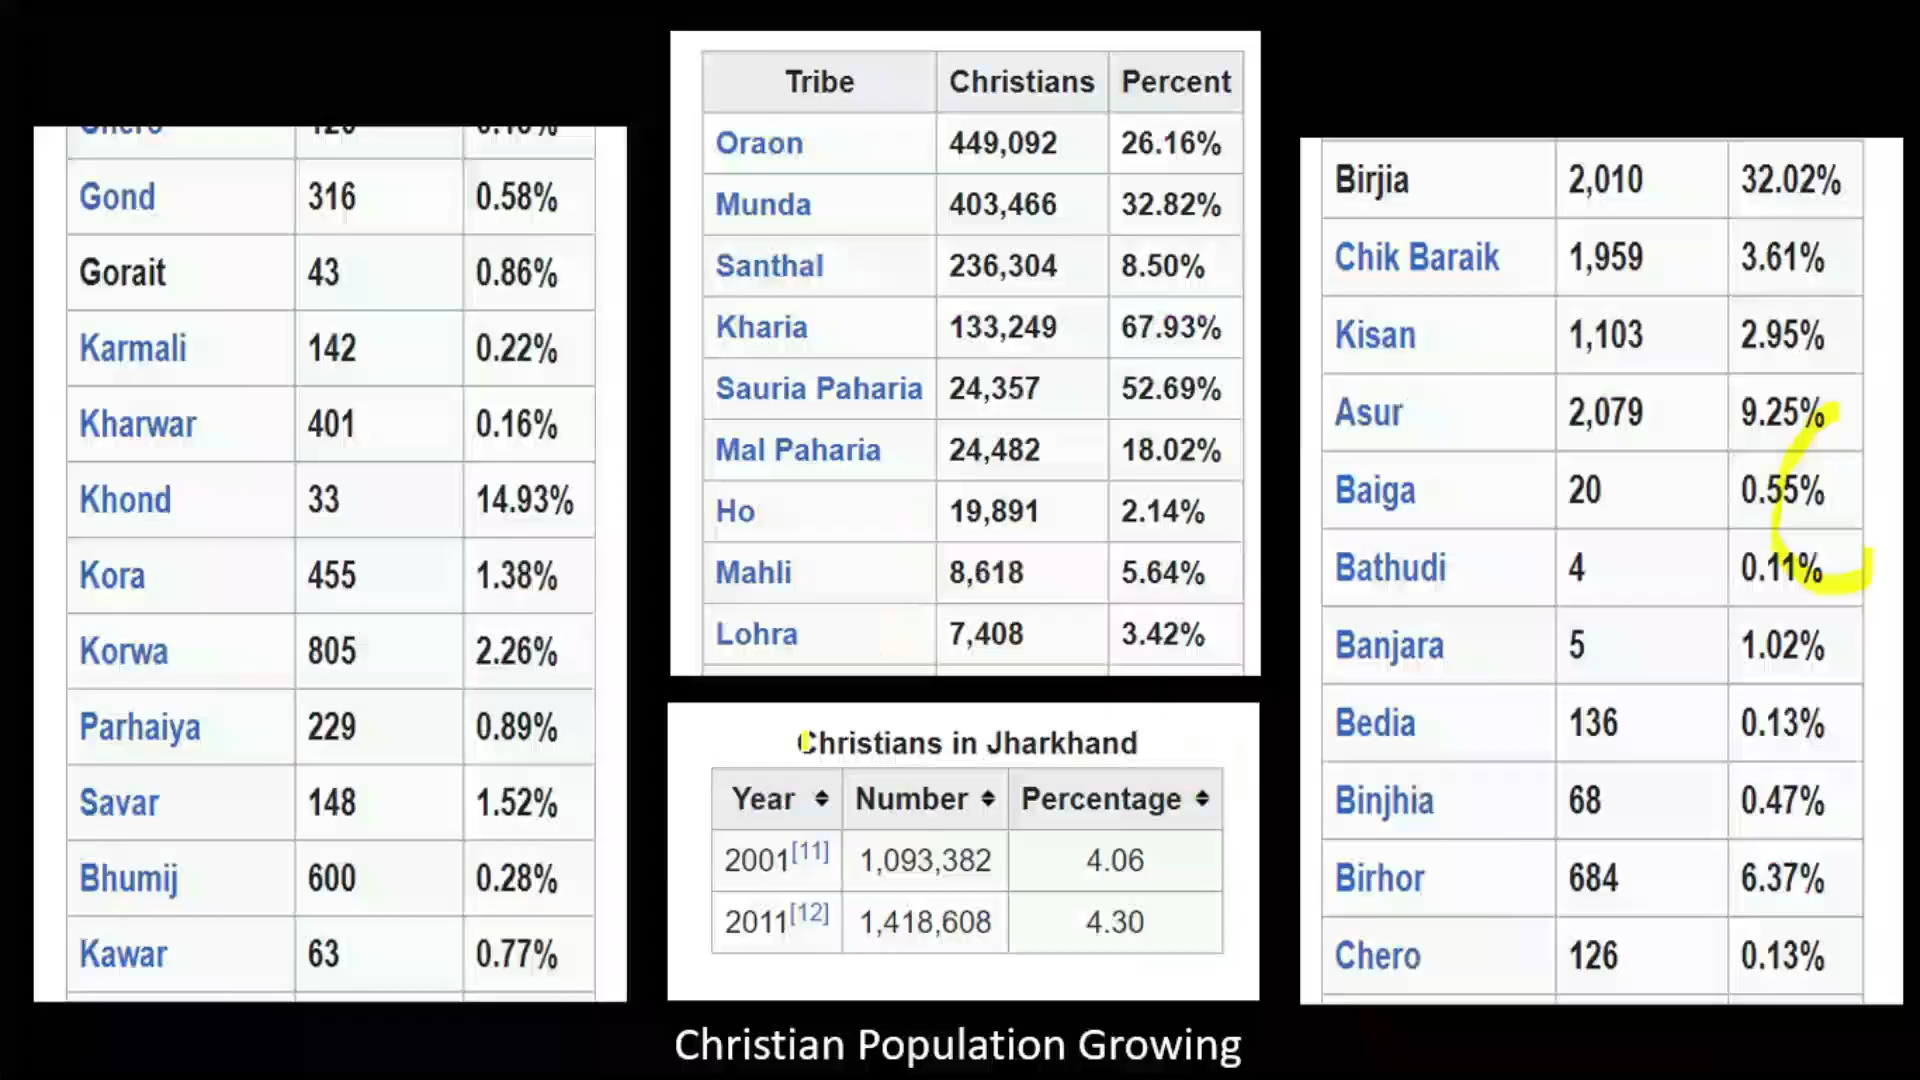 Chero 126 0.13%
Gond 316 0.58%
Gorait 43 0.86%
Karmali 142 0.22%
Kharwar 401 0.16%
Khond 33 14.93%
Kora 455 1.38%
Korwa 805 2.26%
Parhaiya 229 0.89%
Savar 148 1.52%
Bhumij 600 0.28%
Kawar 63 0.77%
Tribe Christians Percent
Oraon 449,092 26.16%
Munda 403,466 32.82%
Santhal 236,304 8.50%
Kharia 133,249 67.93%
Sauria Paharia 24,357 52.69%
Mal Paharia 24,482 18.02%
Ho 19,891 2.14%
Mahli 8,618 5.64%
Lohra 7,408 3.42%
Christians in Jharkhand
Year Number Percentage
2001[11] 1,093,382 4.06
2011[12] 1,418,608 4.30
Birjia 2,010 32.02%
Chik Baraik 1,959 3.61%
Kisan 1,103 2.95%
Asur 2,079 9.25%
Baiga 20 0.55%
Bathudi 4 0.11%
Banjara 5 1.02%
Bedia 136 0.13%
Binjhia 68 0.47%
Birhor 684 6.37%
Chero 126 0.13%
Christian Population Growing